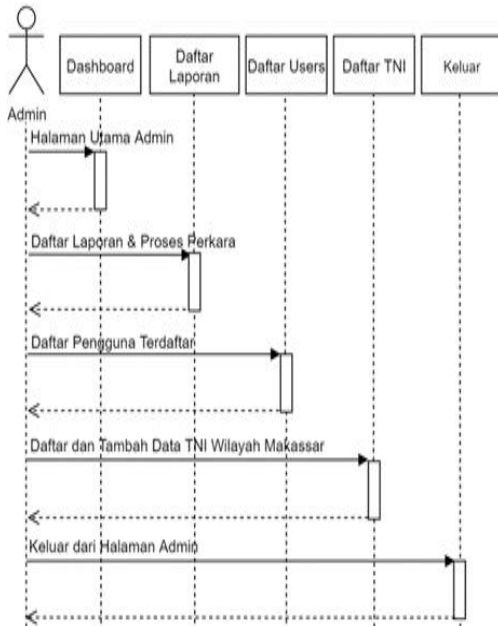 Dashboard
Daftar
Laporan
Daftar Users
Daftar TNI
Keluar
Admin
Halaman Utama Admin
Daftar Laporan & Proses Perkara
Daftar Pengguna Terdaftar
Daftar dan Tambah Data TNI Wilayah Makassar
Keluar dari Halaman Admin